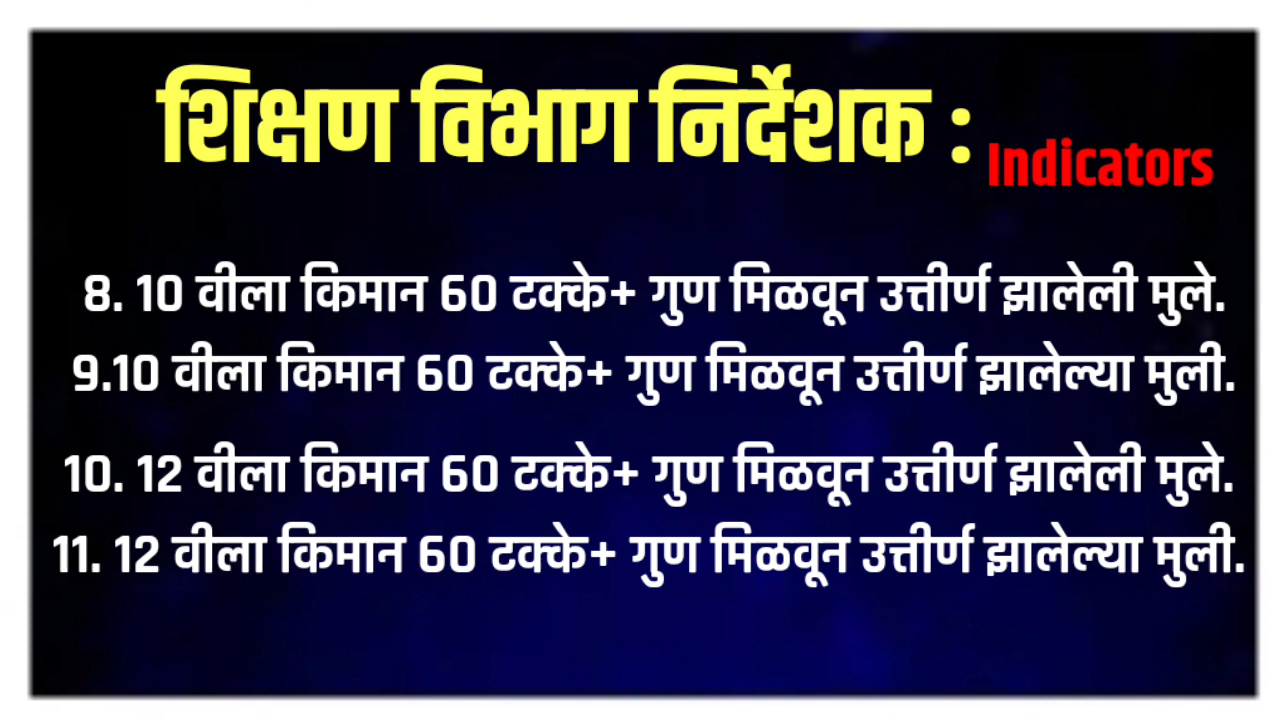 शिक्षण विभाग निर्देशक : Indicators
8. 10 वीला किमान 60 टक्के+ गुण मिळवून उत्तीर्ण झालेली मुले.
9.10 वीला किमान 60 टक्के+ गुण मिळवून उत्तीर्ण झालेल्या मुली.
10. 12 वीला किमान 60 टक्के+ गुण मिळवून उत्तीर्ण झालेली मुले.
11. 12 वीला किमान 60 टक्के+ गुण मिळवून उत्तीर्ण झालेल्या मुली.